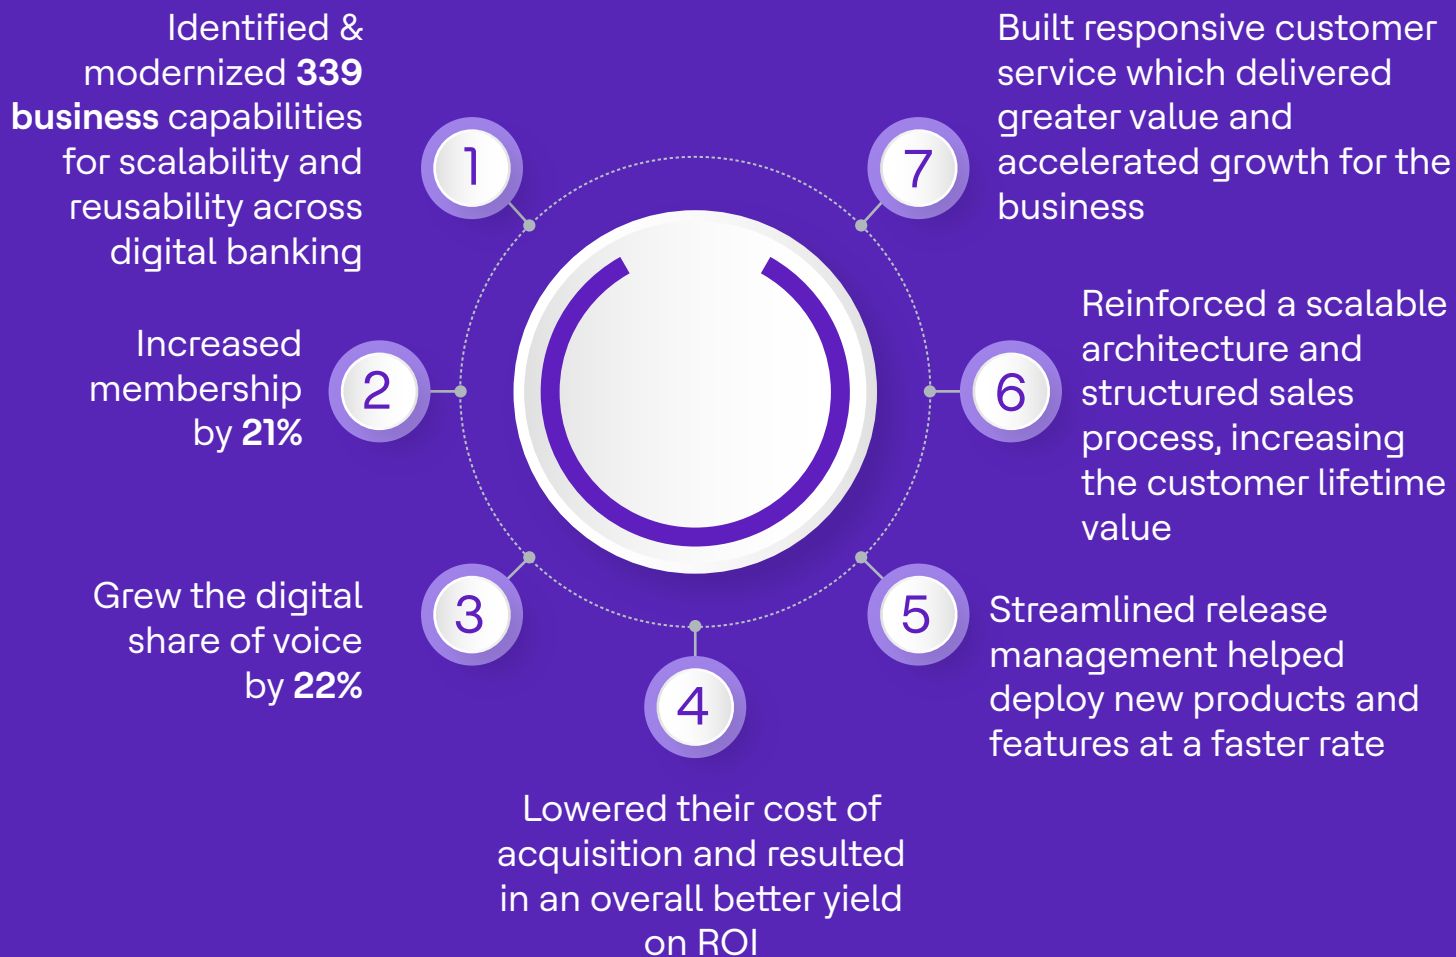 Identified &
modernized 339
business capabilities
for scalability and
reusability across
digital banking
1
Increased
membership
by 21%
2
Grew the digital
share of voice
by 22%
3
4
Lowered their cost of
acquisition and resulted
in an overall better yield
on ROI
5
Streamlined release
management helped
deploy new products and
features at a faster rate
6
Reinforced a scalable
architecture and
structured sales
process, increasing
the customer lifetime
value
7
Built responsive customer
service which delivered
greater value and
accelerated growth for the
business